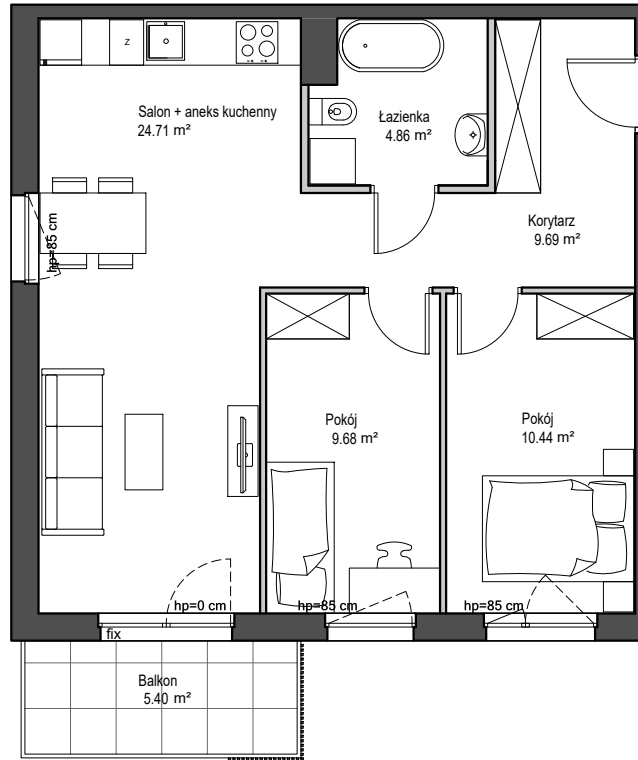 z
Salon + aneks kuchenny
24.71 m²
Łazienka
4.86 m²
Korytarz
9.69 m²
hp=85 cm
Pokój
9.68 m²
Pokój
10.44 m²
hp=0 cm
hp=85 cm
hp=85 cm
fix
Balkon
5.40 m²